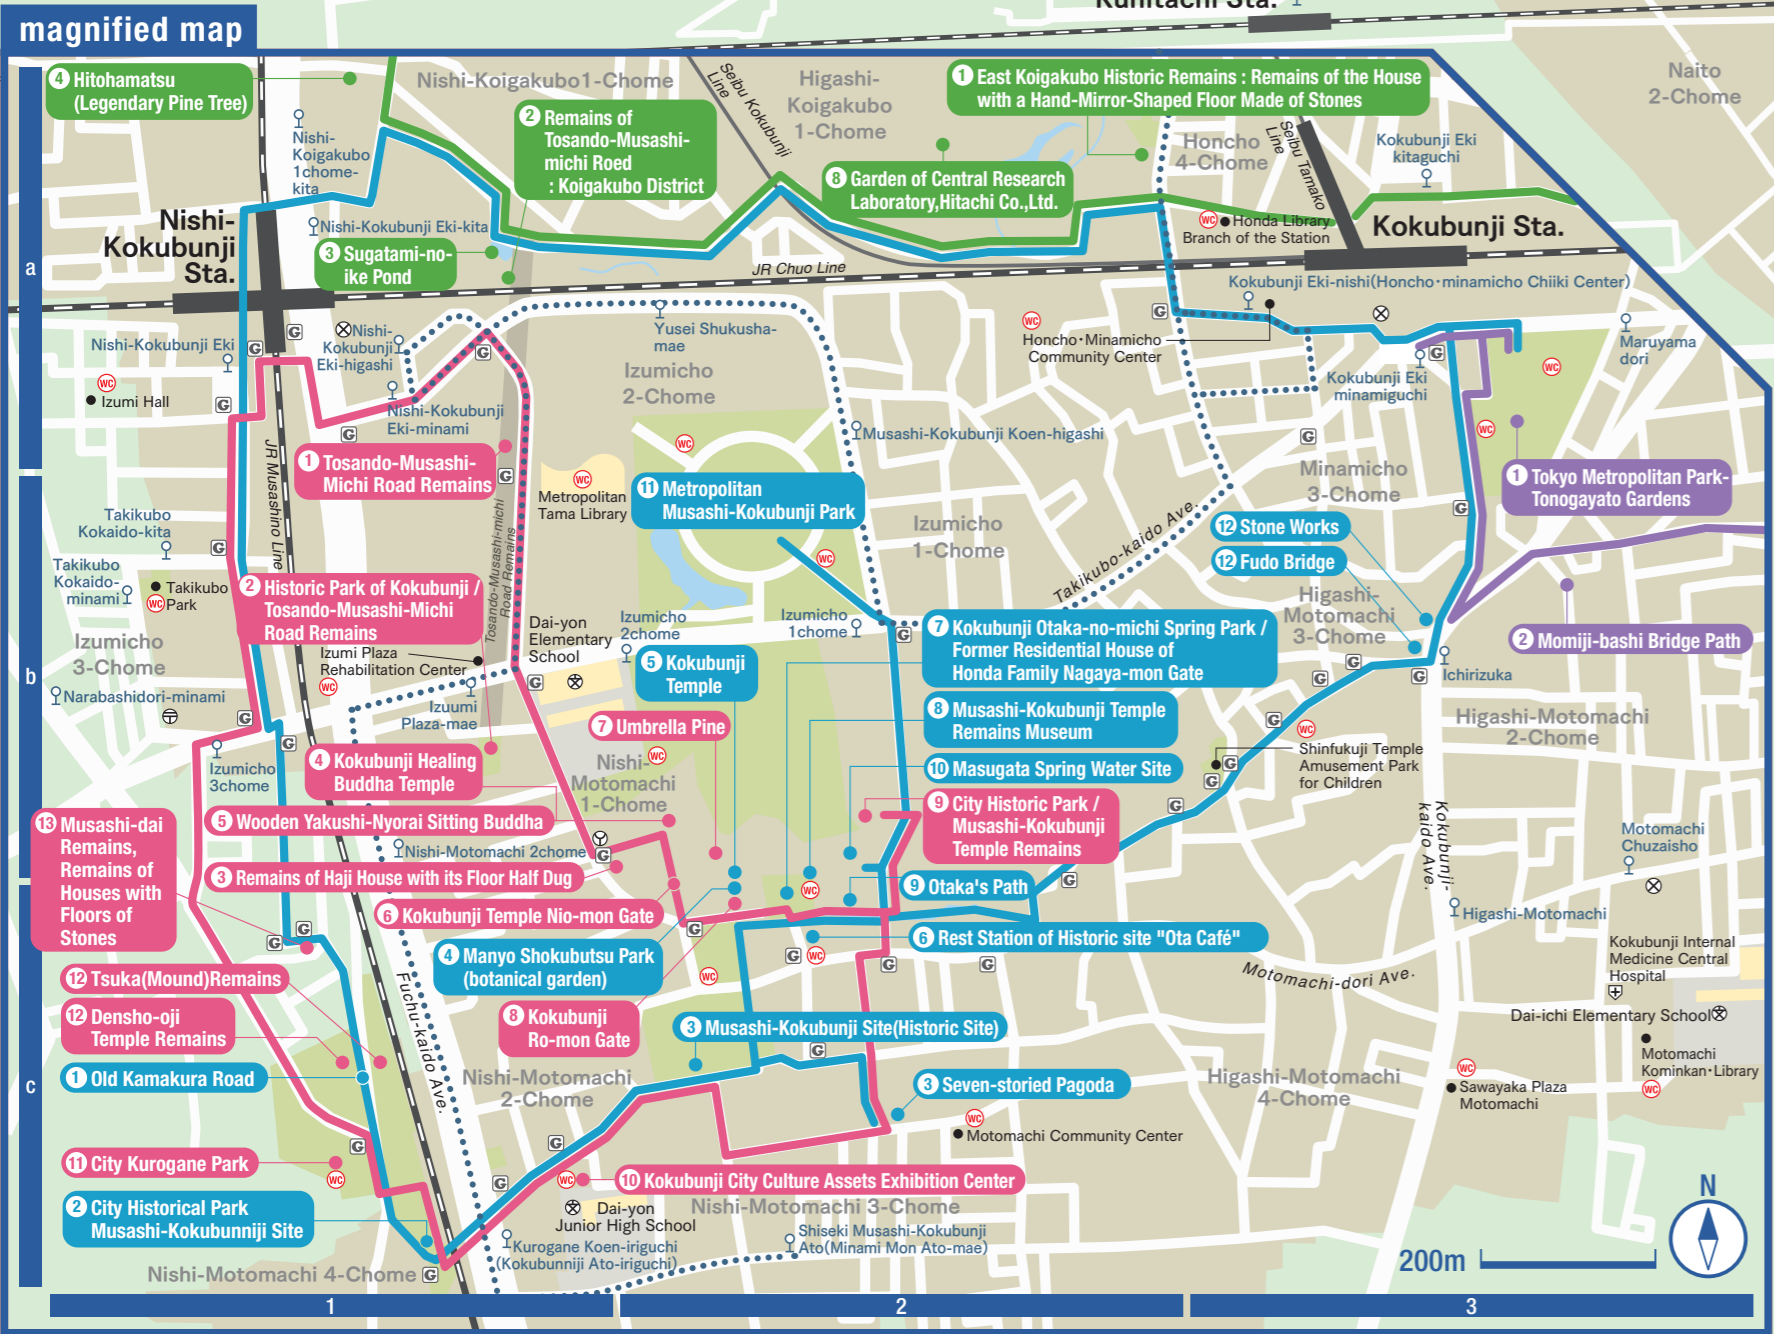 magnified map
Kunitachi Sta.
4 Hitohamatsu
(Legendary Pine Tree)
Nishi-Koigakubo1-Chome
Seibu Kokubunji
Line
Higashi-
Koigakubo
1-Chome
1 East Koigakubo Historic Remains : Remains of the House
with a Hand-Mirror-Shaped Floor Made of Stones
Naito
2-Chome
Nishi-
Koigakubo
1chome-
kita
2 Remains of
Tosando-Musashi-
michi Roed
: Koigakubo District
Honcho
4-Chome
Seibu Tamako
Line
Kokubunji Eki
kitaguchi
8 Garden of Central Research
Laboratory,Hitachi Co.,Ltd.
Nishi-
Kokubunji
Sta.
Nishi-Kokubunji Eki-kita
3 Sugatami-no-
ike Pond
WC
Honda Library
Branch of the Station
Kokubunji Sta.
a
JR Chuo Line
Kokubunji Eki-nishi(Honcho・minamicho Chiiki Center)
G
G
G
Nishi-
Kokubunji
Eki-higashi
Yusei Shukusha-
mae
WC
Honcho・Minamicho
Community Center
Maruyama
dori
Nishi-Kokubunji Eki
G
G
G
WC
Izumi Hall
Izumicho
2-Chome
Kokubunji Eki
minamiguchi
WC
G
Nishi-Kokubunji
Eki-minami
G
WC
Musashi-Kokubunji Koen-higashi
G
WC
JR Musashino Line
1 Tosando-Musashi-
Michi Road Remains
G
WC
Metropolitan
Tama Library
11 Metropolitan
Musashi-Kokubunji Park
Minamicho
3-Chome
1 Tokyo Metropolitan Park-
Tonogayato Gardens
G
Takikubo
Kokaido-kita
G
Tosando-Musashi-michi
Road Remains
Izumicho
1-Chome
Takikubo-kaido Ave.
12 Stone Works
12 Fudo Bridge
Takikubo
Kokaido-
minami
Takikubo
WC
Park
2 Historic Park of Kokubunji /
Tosando-Musashi-Michi
Road Remains
WC
Higashi-
Motomachi
3-Chome
Izumicho
3-Chome
Izumi Plaza
Rehabilitation Center
WC
Dai-yon
Elementary
School
Izumicho
2chome
Izumicho
1chome
G
7 Kokubunji Otaka-no-michi Spring Park /
Former Residential House of
Honda Family Nagaya-mon Gate
2 Momiji-bashi Bridge Path
b
5 Kokubunji
Temple
G
G
G
G
Ichirizuka
Narabashidori-minami
G
G
Izuumi
Plaza-mae
8 Musashi-Kokubunji Temple
Remains Museum
7 Umbrella Pine
WC
G
WC
Higashi-Motomachi
2-Chome
Izumicho
3chome
4 Kokubunji Healing
Buddha Temple
Nishi-
Motomachi
1-Chome
10 Masugata Spring Water Site
G
G
Shinfukuji Temple
Amusement Park
for Children
G
9 City Historic Park /
Musashi-Kokubunji
Temple Remains
Kokubunji-
kaido Ave.
13 Musashi-dai
Remains,
Remains of
Houses with
Floors of
Stones
5 Wooden Yakushi-Nyorai Sitting Buddha
Motomachi
Chuzaisho
Nishi-Motomachi 2chome
G
3 Remains of Haji House with its Floor Half Dug
WC
9 Otaka's Path
G
6 Kokubunji Temple Nio-mon Gate
Higashi-Motomachi
G
G
G
6 Rest Station of Historic site "Ota Café"
4 Manyo Shokubutsu Park
(botanical garden)
WC
G
WC
G
G
Kokubunji Internal
Medicine Central
Hospital
Fuchu-kaido Ave.
Motomachi-dori Ave.
12 Tsuka(Mound)Remains
12 Densho-oji
Temple Remains
8 Kokubunji
Ro-mon Gate
3 Musashi-Kokubunji Site(Historic Site)
Dai-ichi Elementary School
G
Motomachi
Kominkan・Library
WC
c
1 Old Kamakura Road
Nishi-Motomachi
2-Chome
3 Seven-storied Pagoda
Higashi-Motomachi
4-Chome
WC
Sawayaka Plaza
Motomachi
WC
Motomachi Community Center
G
G
11 City Kurogane Park
WC
G
WC
10 Kokubunji City Culture Assets Exhibition Center
2 City Historical Park
Musashi-Kokubunniji Site
Dai-yon
Junior High School
Nishi-Motomachi 3-Chome
Shiseki Musashi-Kokubunji
Ato(Minami Mon Ato-mae)
N
200m
Kurogane Koen-iriguchi
(Kokubunniji Ato-iriguchi)
Nishi-Motomachi 4-Chome
G
1
2
3